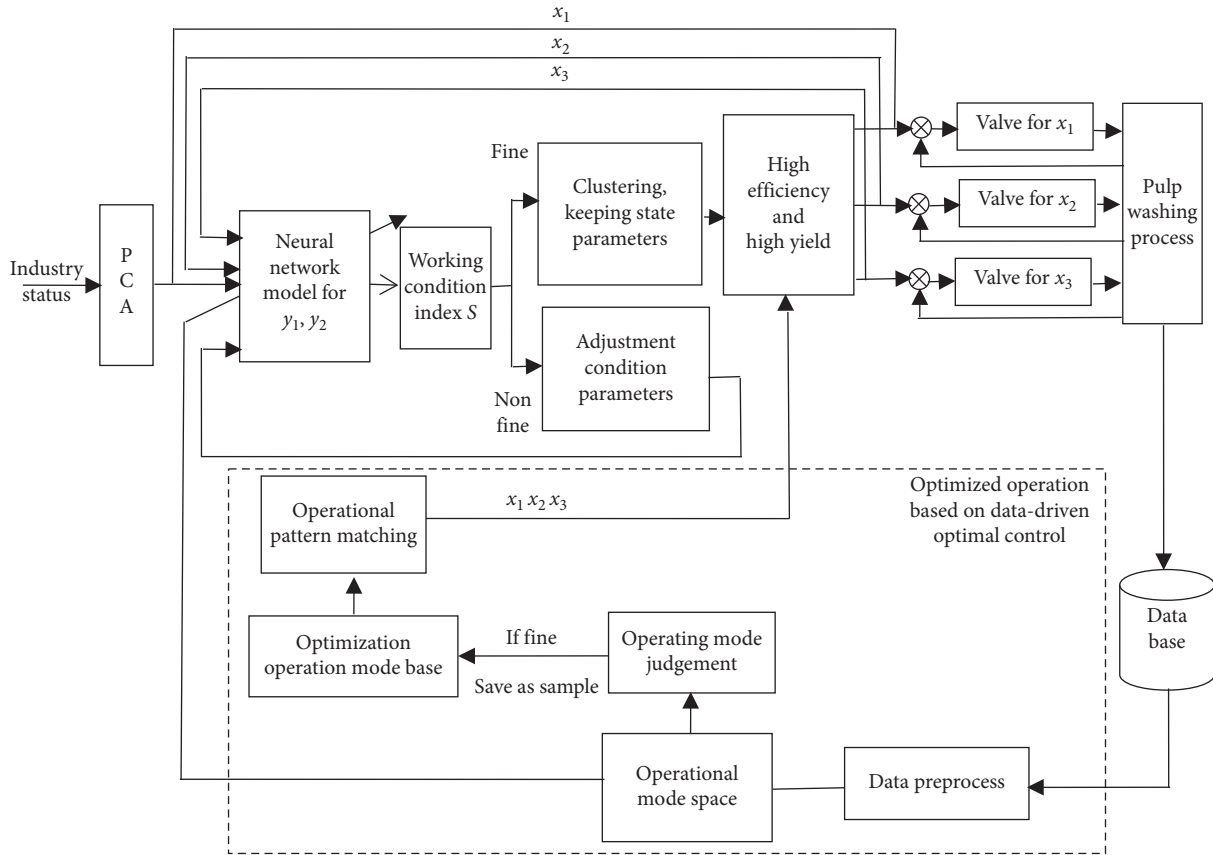 x1
x2
x3
Industry
status
P
C
A
Neural
network
model for
y1, y2
Working
condition
index S
Fine
Non
fine
Clustering,
keeping state
parameters
Adjustment
condition
parameters
High
efficiency
and
high yield
Valve for x1
Valve for x2
Valve for x3
Pulp
washing
process
Operational
pattern matching
x1 x2 x3
Optimized operation
based on data-driven
optimal control
Optimization
operation mode base
If fine
Save as sample
Operating mode
judgement
Operational
mode space
Data preprocess
Data
base